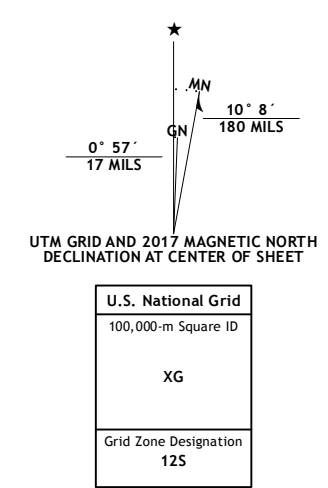 ★
MN
GN
10° 8´
180 MILS
0° 57´
17 MILS
UTM GRID AND 2017 MAGNETIC NORTH
DECLINATION AT CENTER OF SHEET
U.S. National Grid
100,000-m Square ID
XG
Grid Zone Designation
12S